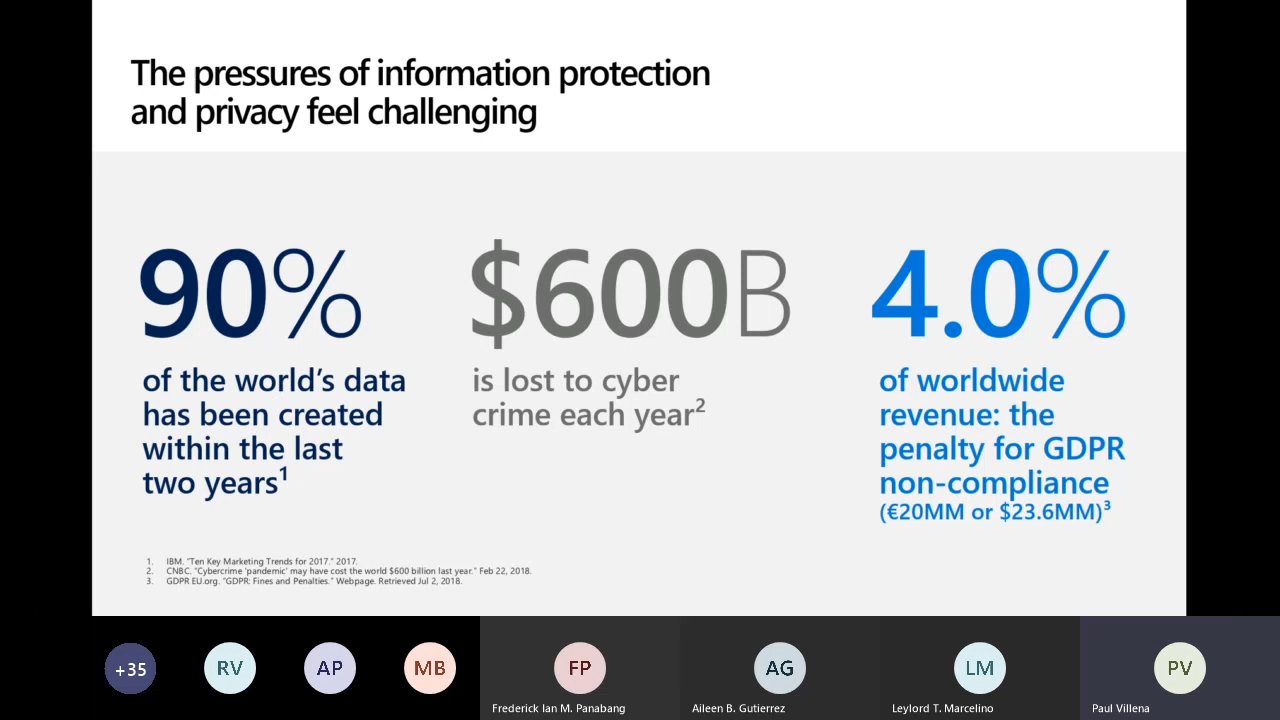 The pressures of information protection
and privacy feel challenging
90%
of the world's data
has been created
within the last
two years¹
$600B
is lost to cyber
crime each year²
4.0%
of worldwide
revenue: the
penalty for GDPR
non-compliance
(€20MM or $23.6MM)³
1. IBM. "Ten Key Marketing Trends for 2017." 2017.
2. CNBC. "Cybercrime 'pandemic' may have cost the world $600 billion last year." Feb 22, 2018.
3. GDPR EU.org. "GDPR: Fines and Penalties." Webpage. Retrieved Jul 2, 2018.
+35
RV
AP
MB
FP
Frederick Ian M. Panabang
AG
Aileen B. Gutierrez
LM
Leylord T. Marcelino
PV
Paul Villena